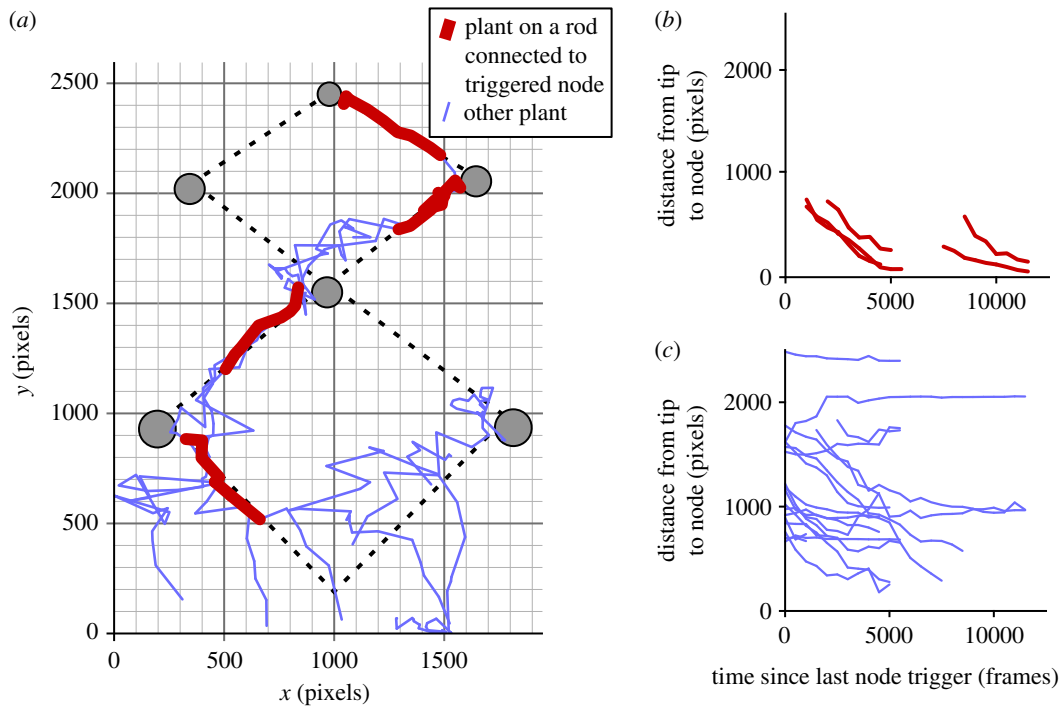 (a)
plant on a rod
connected to
triggered node
other plant
2500
2000
1500
1000
500
0
y (pixels)
0
500
1000
1500
x (pixels)
(b)
distance from tip
to node (pixels)
2000
1000
0
0
5000
10000
(c)
distance from tip
to node (pixels)
2000
1000
0
0
5000
10000
time since last node trigger (frames)